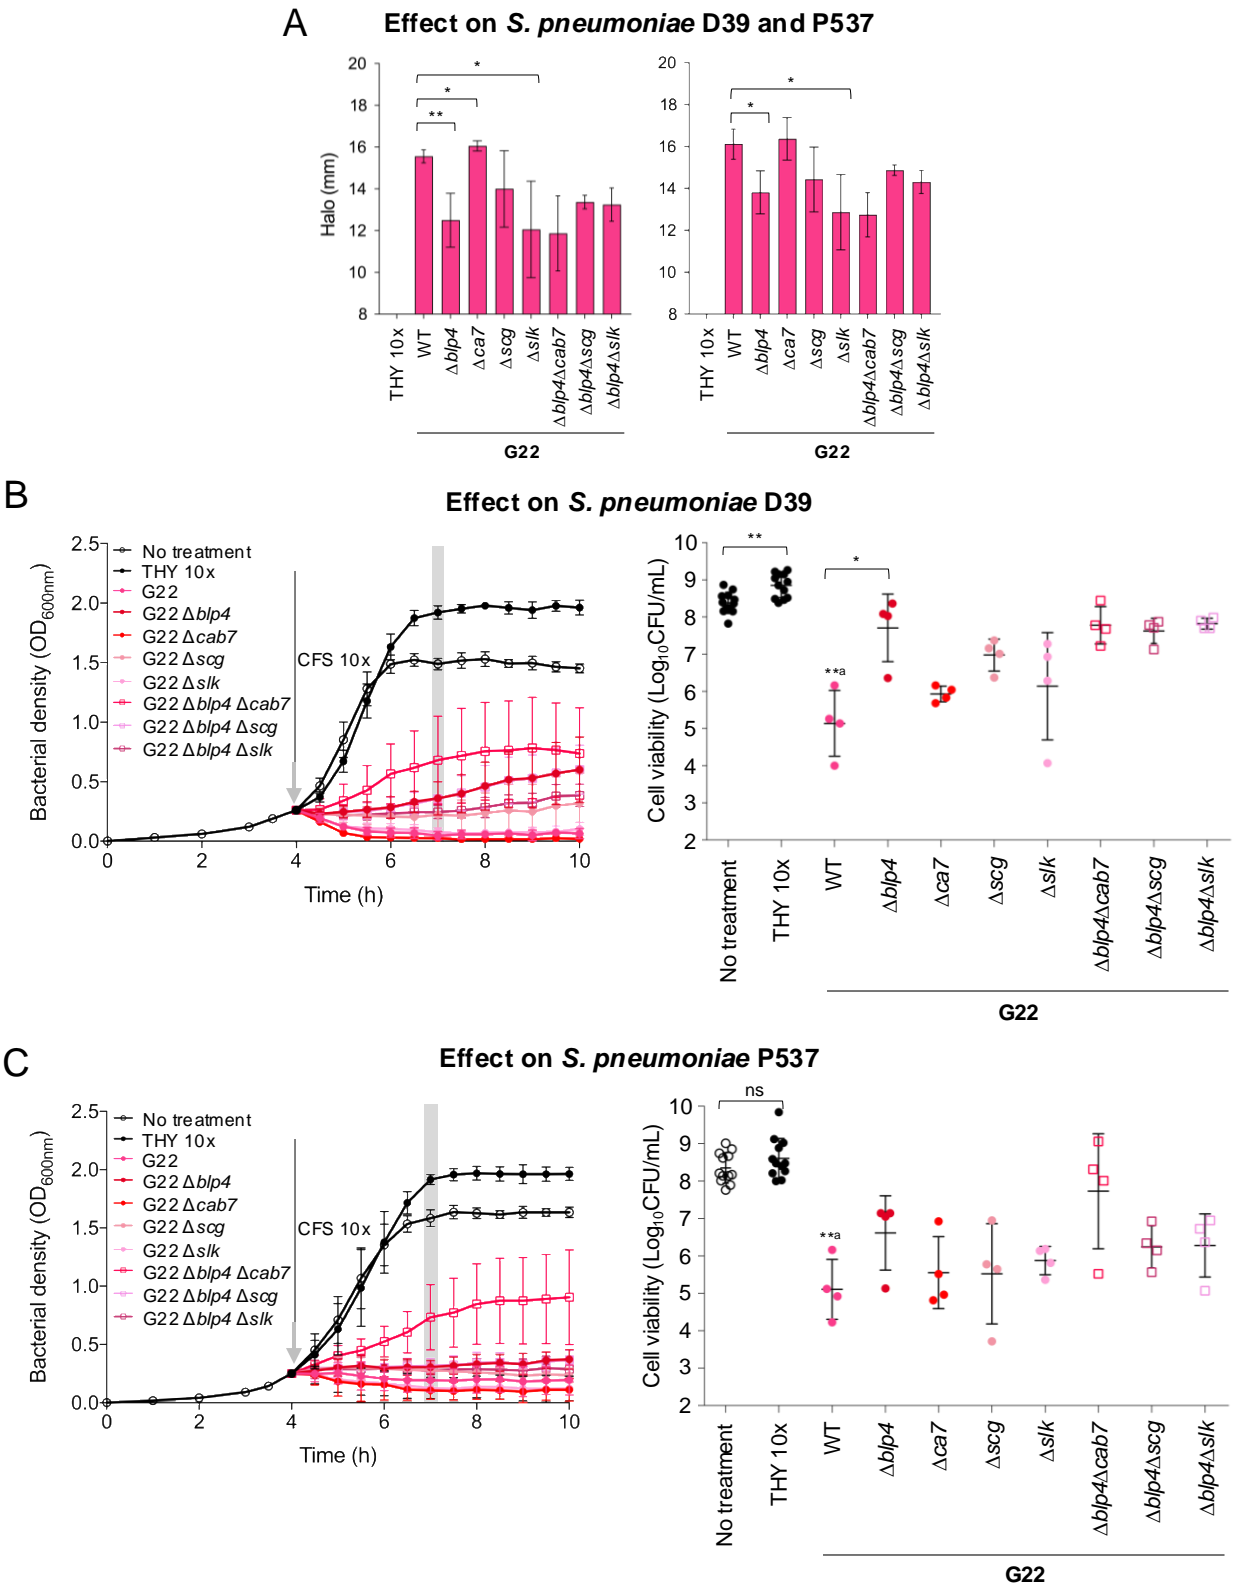 A
Effect on S. pneumoniae D39 and P537
20
18
16
14
12
10
8
Halo (mm)
*
*
**
THY 10x
WT
Δblp4
Δca7
Δscg
Δslk
Δblp4Δcab7
Δblp4Δscg
Δblp4Δslk
G22
20
18
16
14
12
10
8
*
*
THY 10x
WT
Δblp4
Δca7
Δscg
Δslk
Δblp4Δcab7
Δblp4Δscg
Δblp4Δslk
G22
B
Effect on S. pneumoniae D39
2.5
2.0
1.5
1.0
0.5
0.0
Bacterial density (OD600nm)
No treatment
THY 10x
G22
G22 Δblp4
G22 Δcab7
G22 Δscg
G22 Δslk
G22 Δblp4 Δcab7
G22 Δblp4 Δscg
G22 Δblp4 Δslk
CFS 10x
0 2 4 6 8 10
Time (h)
10
9
8
7
6
5
4
3
2
Cell viability (Log10CFU/mL)
**
*
**a
No treatment
THY 10x
WT
Δblp4
Δca7
Δscg
Δslk
Δblp4Δcab7
Δblp4Δscg
Δblp4Δslk
G22
C
Effect on S. pneumoniae P537
2.5
2.0
1.5
1.0
0.5
0.0
Bacterial density (OD600nm)
No treatment
THY 10x
G22
G22 Δblp4
G22 Δcab7
G22 Δscg
G22 Δslk
G22 Δblp4 Δcab7
G22 Δblp4 Δscg
G22 Δblp4 Δslk
CFS 10x
0 2 4 6 8 10
Time (h)
10
9
8
7
6
5
4
3
2
Cell viability (Log10CFU/mL)
ns
**a
No treatment
THY 10x
WT
Δblp4
Δca7
Δscg
Δslk
Δblp4Δcab7
Δblp4Δscg
Δblp4Δslk
G22